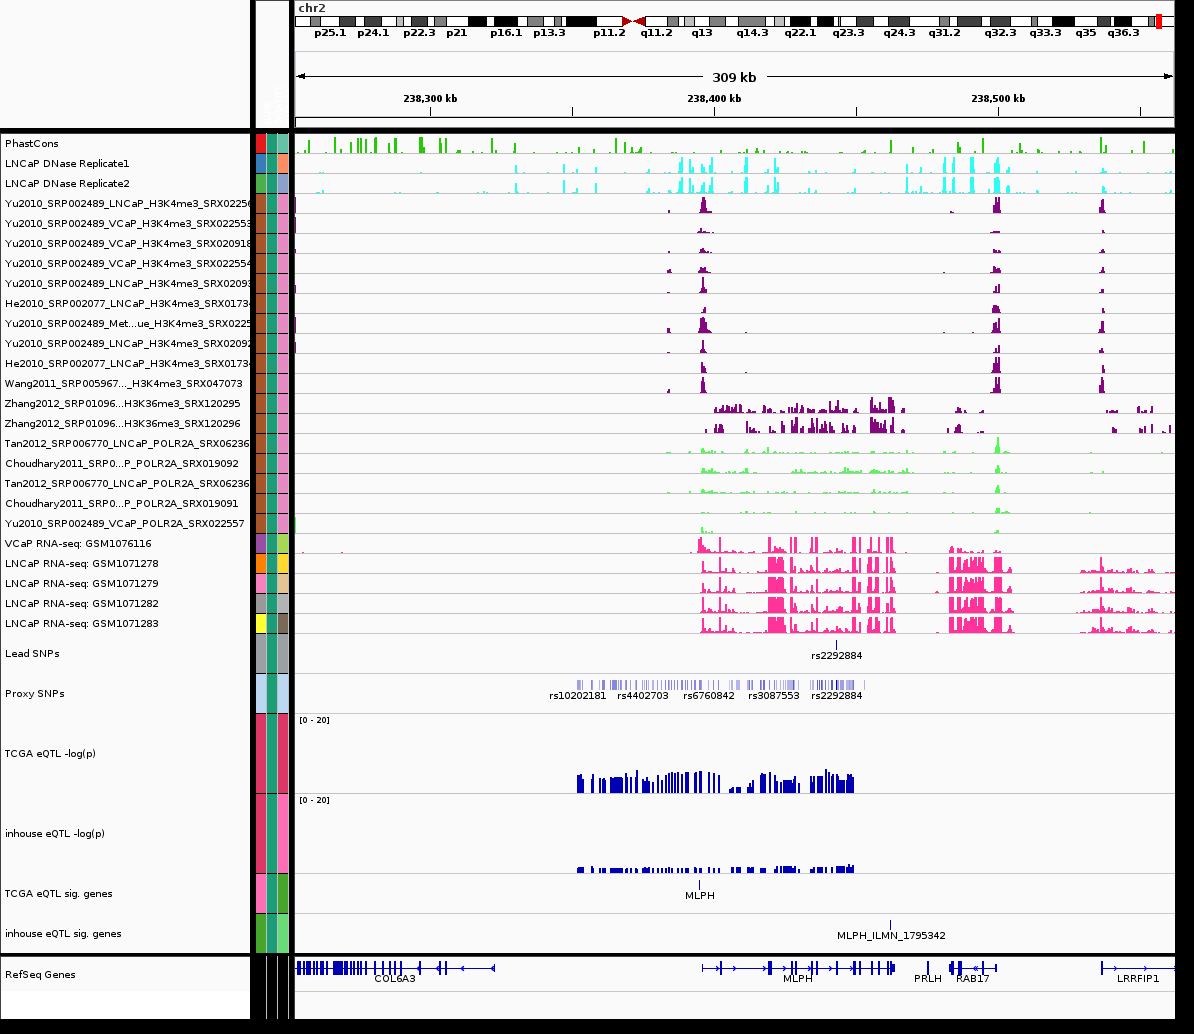 chr2
p25.1 p24.1 p22.3 p21 p16.1 p13.3 p11.2 q11.2 q13 q14.3 q22.1 q23.3 q24.3 q31.2 q32.3 q33.3 q35 q36.3
309 kb
238,300 kb 238,400 kb 238,500 kb
PhastCons
LNCaP DNase Replicate1
LNCaP DNase Replicate2
Yu2010_SRP002489_LNCaP_H3K4me3_SRX02256
Yu2010_SRP002489_VCaP_H3K4me3_SRX022553
Yu2010_SRP002489_VCaP_H3K4me3_SRX020918
Yu2010_SRP002489_VCaP_H3K4me3_SRX022554
Yu2010_SRP002489_LNCaP_H3K4me3_SRX0209
He2010_SRP002077_LNCaP_H3K4me3_SRX0173
Yu2010_SRP002489_Met...ue_H3K4me3_SRX0225
Yu2010_SRP002489_LNCaP_H3K4me3_SRX02092
He2010_SRP002077_LNCaP_H3K4me3_SRX0173
Wang2011_SRP005967..._H3K4me3_SRX047073
Zhang2012_SRP01096...H3K36me3_SRX120295
Zhang2012_SRP01096...H3K36me3_SRX120296
Tan2012_SRP006770_LNCaP_POLR2A_SRX06236
Choudhary2011_SRP0...P_POLR2A_SRX019092
Tan2012_SRP006770_LNCaP_POLR2A_SRX06236
Choudhary2011_SRP0...P_POLR2A_SRX019091
Yu2010_SRP002489_VCaP_POLR2A_SRX022557
VCaP RNA-seq: GSM1076116
LNCaP RNA-seq: GSM1071278
LNCaP RNA-seq: GSM1071279
LNCaP RNA-seq: GSM1071282
LNCaP RNA-seq: GSM1071283
Lead SNPs
rs2292884
Proxy SNPs
rs10202181 rs4402703 rs6760842 rs3087553 rs2292884
[0 - 20]
TCGA eQTL -log(p)
[0 - 20]
inhouse eQTL -log(p)
TCGA eQTL sig. genes
MLPH
inhouse eQTL sig. genes
MLPH_ILMN_1795342
RefSeq Genes
COL6A3 MLPH PRLH RAB17 LRRFIP1